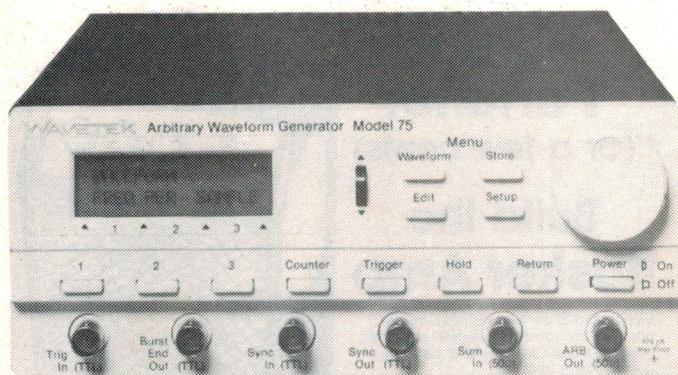 WAVETEK Arbitrary Waveform Generator Model 75
WAVEFORM
FREQ PER SAMPLE
1 2 3
Menu
Waveform Store
Edit Setup
1 2 3 Counter Trigger Hold Return Power On
Off
Trig In (TTL)
Burst End Out (TTL)
Sync In (TTL)
Sync Out (TTL)
Sum In (50Ω)
ARB Out (50Ω)